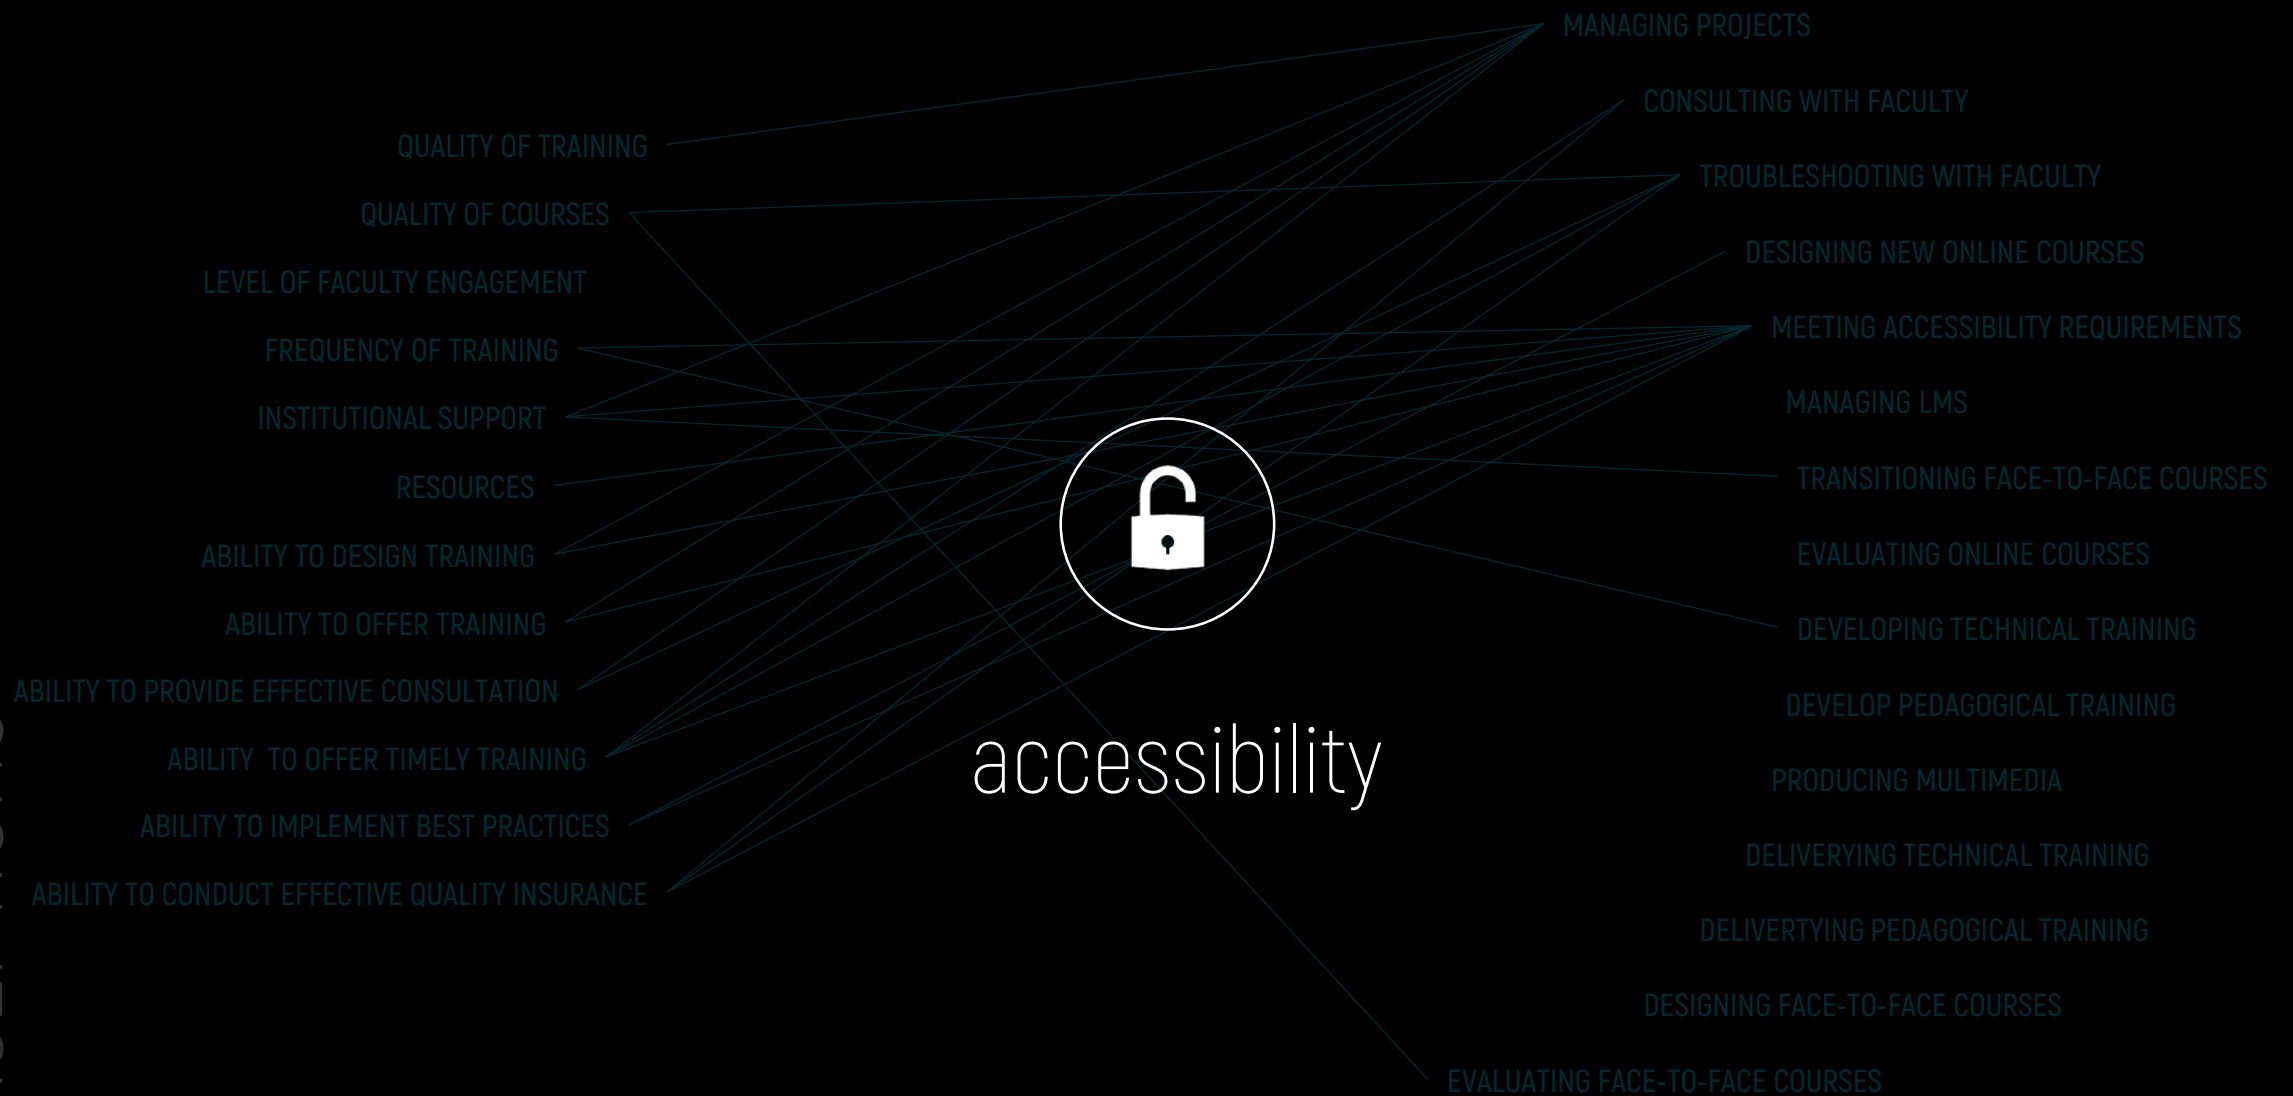 QUALITY OF TRAINING
QUALITY OF COURSES
LEVEL OF FACULTY ENGAGEMENT
FREQUENCY OF TRAINING
INSTITUTIONAL SUPPORT
RESOURCES
ABILITY TO DESIGN TRAINING
ABILITY TO OFFER TRAINING
ABILITY TO PROVIDE EFFECTIVE CONSULTATION
ABILITY  TO OFFER TIMELY TRAINING
ABILITY TO IMPLEMENT BEST PRACTICES
ABILITY TO CONDUCT EFFECTIVE QUALITY INSURANCE
accessibility
MANAGING PROJECTS
CONSULTING WITH FACULTY
TROUBLESHOOTING WITH FACULTY
DESIGNING NEW ONLINE COURSES
MEETING ACCESSIBILITY REQUIREMENTS
MANAGING LMS
TRANSITIONING FACE-TO-FACE COURSES
EVALUATING ONLINE COURSES
DEVELOPING TECHNICAL TRAINING
DEVELOP PEDAGOGICAL TRAINING
PRODUCING MULTIMEDIA
DELIVERYING TECHNICAL TRAINING
DELIVERTYING PEDAGOGICAL TRAINING
DESIGNING FACE-TO-FACE COURSES
EVALUATING FACE-TO-FACE COURSES